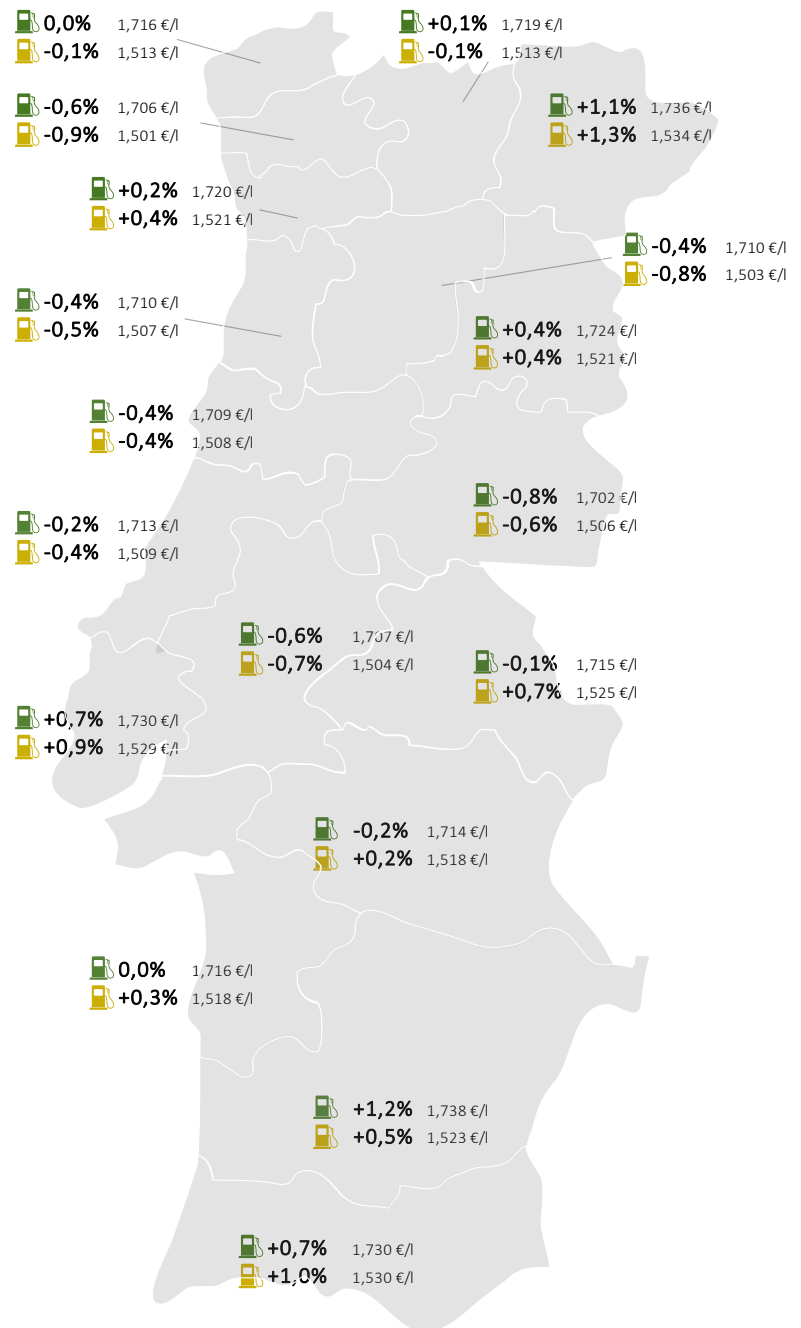 0,0% 1,716 €/l
-0,1% 1,513 €/l
+0,1% 1,719 €/l
-0,1% 1,513 €/l
-0,6% 1,706 €/l
-0,9% 1,501 €/l
+1,1% 1,736 €/l
+1,3% 1,534 €/l
+0,2% 1,720 €/l
+0,4% 1,521 €/l
-0,4% 1,710 €/l
-0,8% 1,503 €/l
-0,4% 1,710 €/l
-0,5% 1,507 €/l
+0,4% 1,724 €/l
+0,4% 1,521 €/l
-0,4% 1,709 €/l
-0,4% 1,508 €/l
-0,8% 1,702 €/l
-0,6% 1,506 €/l
-0,2% 1,713 €/l
-0,4% 1,509 €/l
-0,6% 1,707 €/l
-0,7% 1,504 €/l
-0,1% 1,715 €/l
+0,7% 1,525 €/l
+0,7% 1,730 €/l
+0,9% 1,529 €/l
-0,2% 1,714 €/l
+0,2% 1,518 €/l
0,0% 1,716 €/l
+0,3% 1,518 €/l
+1,2% 1,738 €/l
+0,5% 1,523 €/l
+0,7% 1,730 €/l
+1,0% 1,530 €/l